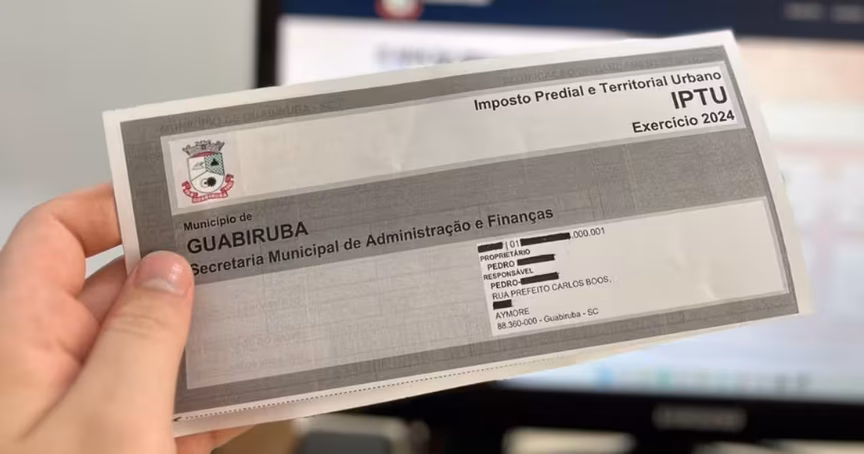 Imposto Predial e Territorial Urbano
IPTU
Exercício 2024
Município de
GUABIRUBA
Secretaria Municipal de Administração e Finanças
01 .000.001
PROPRIETÁRIO
PEDRO
RESPONSÁVEL
PEDRO
RUA PREFEITO CARLOS BOOS,
AYMORE
88.360-000 - Guabiruba - SC